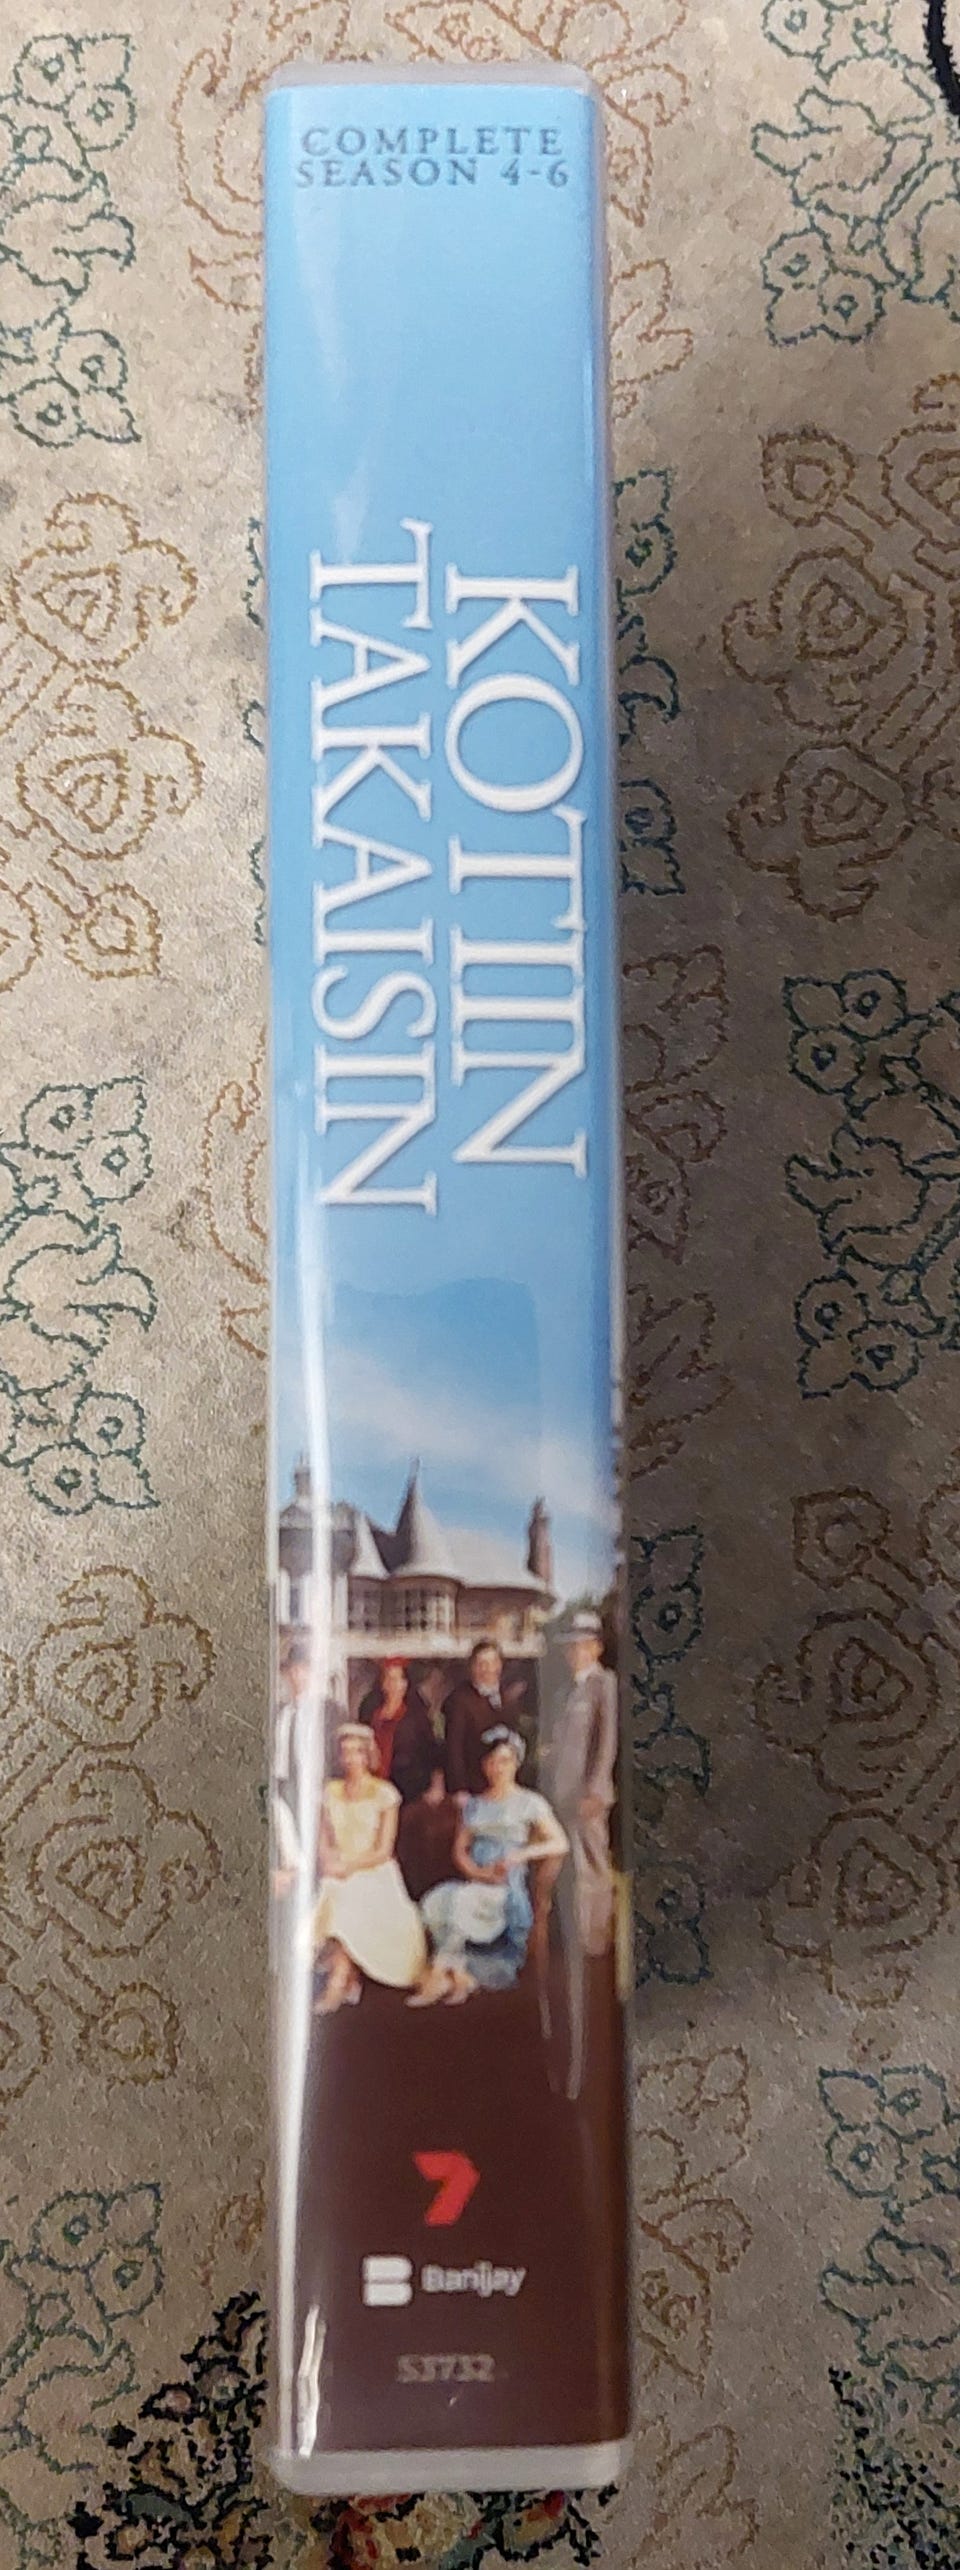 COMPLETE
SEASON 4-6
KOTIIN
TAKAISIN
7
Banijay
S3732